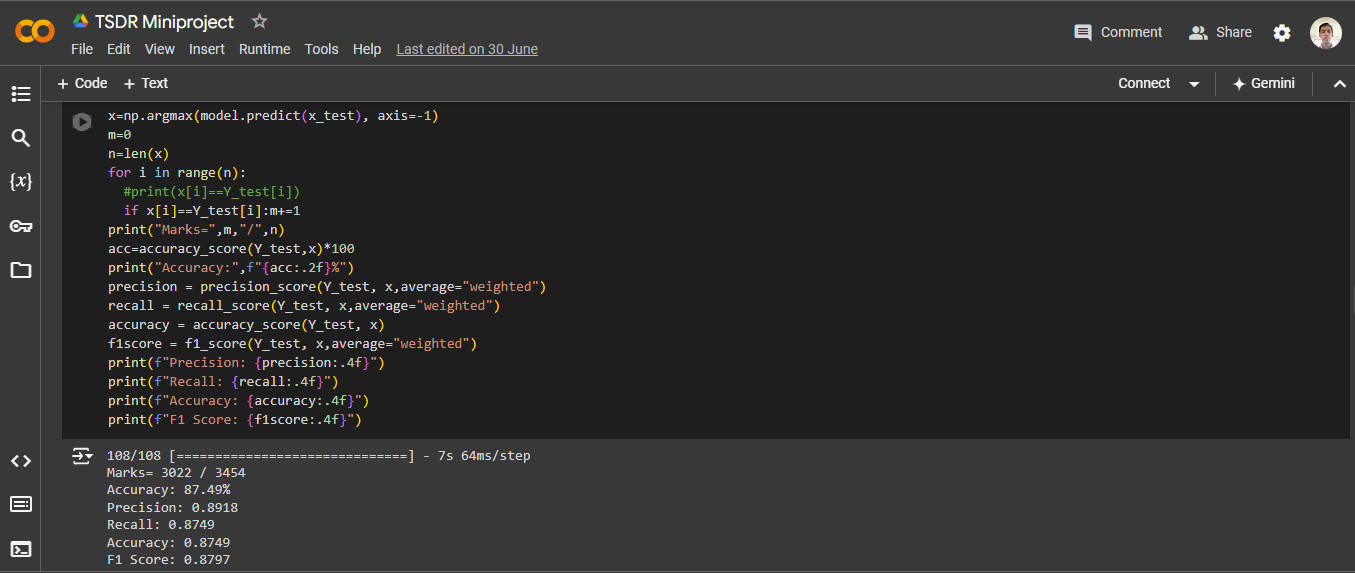 TSDR Miniproject
File Edit View Insert Runtime Tools Help Last edited on 30 June
Comment Share
+ Code + Text
Connect Gemini
x=np.argmax(model.predict(x_test), axis=-1)
m=0
n=len(x)
for i in range(n):
  #print(x[i]==Y_test[i])
  if x[i]==Y_test[i]:m+=1
print("Marks=",m,"/",n)
acc=accuracy_score(Y_test,x)*100
print("Accuracy:",f"{acc:.2f}%")
precision = precision_score(Y_test, x,average="weighted")
recall = recall_score(Y_test, x,average="weighted")
accuracy = accuracy_score(Y_test, x)
f1score = f1_score(Y_test, x,average="weighted")
print(f"Precision: {precision:.4f}")
print(f"Recall: {recall:.4f}")
print(f"Accuracy: {accuracy:.4f}")
print(f"F1 Score: {f1score:.4f}")
108/108 [==============================] - 7s 64ms/step
Marks= 3022 / 3454
Accuracy: 87.49%
Precision: 0.8918
Recall: 0.8749
Accuracy: 0.8749
F1 Score: 0.8797